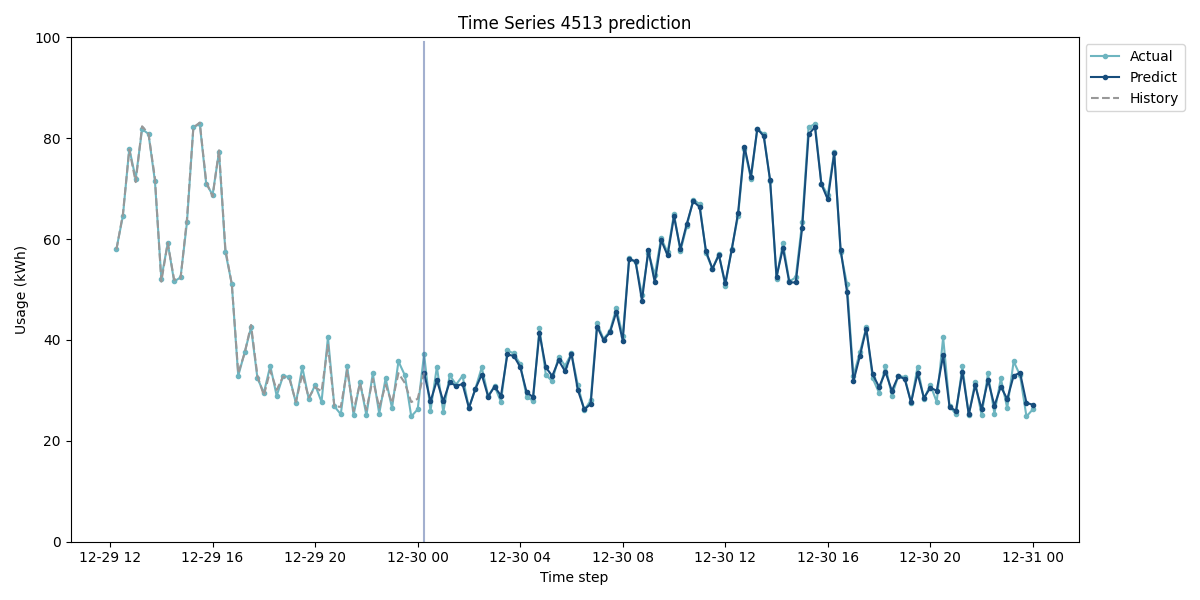 Time Series 4513 prediction
Usage (kWh)
100
80
60
40
20
0
12-29 12
12-29 16
12-29 20
12-30 00
12-30 04
12-30 08
12-30 12
12-30 16
12-30 20
12-31 00
Time step
Actual
Predict
History